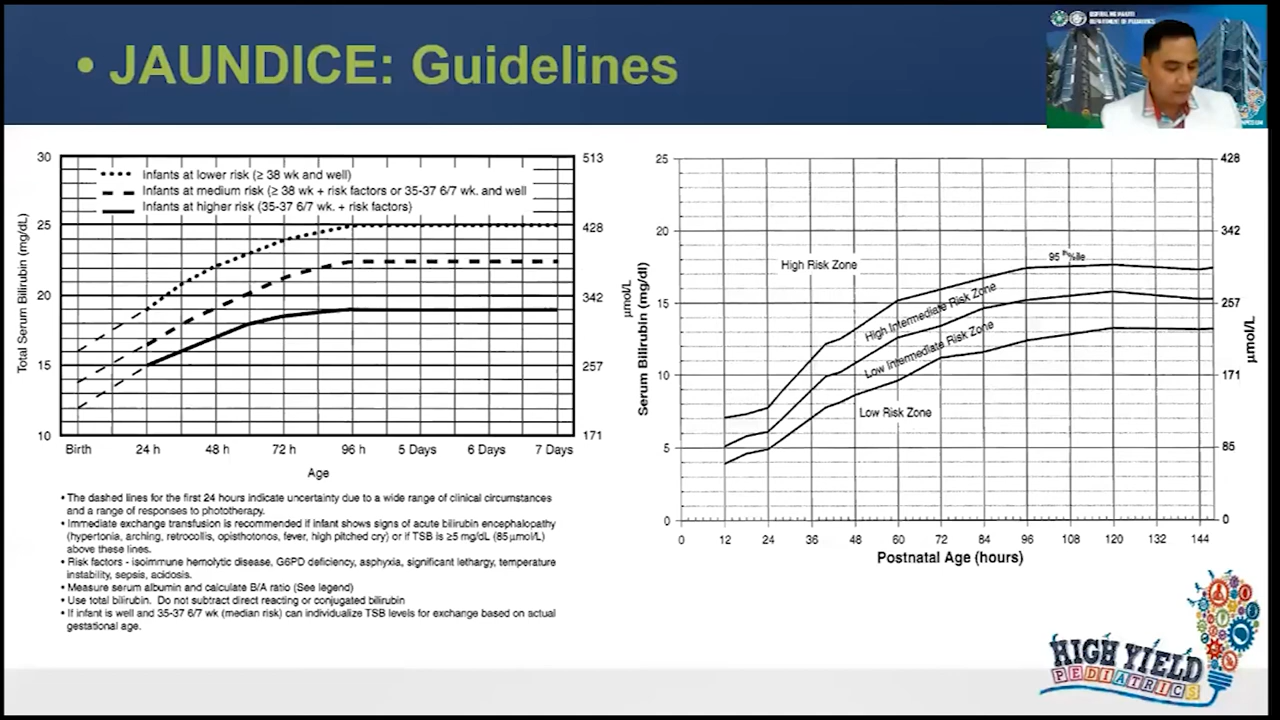 • JAUNDICE: Guidelines
DEPARTMENT OF PEDIATRICS
30
25
20
15
10
Total Serum Bilirubin (mg/dL)
Infants at lower risk (≥ 38 wk and well)
Infants at medium risk (≥ 38 wk + risk factors or 35-37 6/7 wk. and well
Infants at higher risk (35-37 6/7 wk. + risk factors)
513
428
342
257
171
µmol/L
Birth 24 h 48 h 72 h 96 h 5 Days 6 Days 7 Days
Age
• The dashed lines for the first 24 hours indicate uncertainty due to a wide range of clinical circumstances
and a range of responses to phototherapy.
• Immediate exchange transfusion is recommended if infant shows signs of acute bilirubin encephalopathy
(hypertonia, arching, retrocollis, opisthotonos, fever, high pitched cry) or if TSB is ≥5 mg/dL (85 µmol/L)
above these lines.
• Risk factors - isoimmune hemolytic disease, G6PD deficiency, asphyxia, significant lethargy, temperature
instability, sepsis, acidosis.
• Measure serum albumin and calculate B/A ratio (See legend)
• Use total bilirubin. Do not subtract direct reacting or conjugated bilirubin
• If infant is well and 35-37 6/7 wk (median risk) can individualize TSB levels for exchange based on actual
gestational age.
25
20
15
10
5
0
Serum Bilirubin (mg/dl)
High Risk Zone
95 th %ile
High Intermediate Risk Zone
Low Intermediate Risk Zone
Low Risk Zone
428
342
257
171
85
0
µmol/L
0 12 24 36 48 60 72 84 96 108 120 132 144
Postnatal Age (hours)
HIGH YIELD
PEDIATRICS